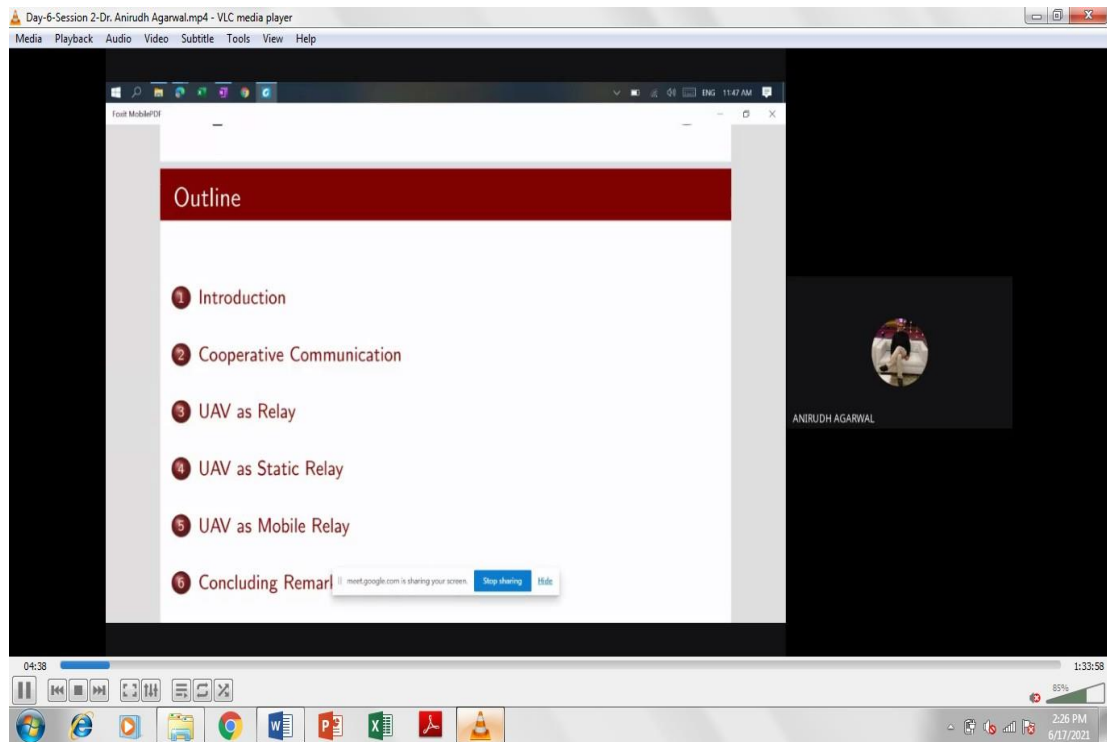 Day-6-Session 2-Dr. Anirudh Agarwal.mp4 - VLC media player
Media Playback Audio Video Subtitle Tools View Help
ENG 11:47 AM
Foxit MobilePDF
Outline
1 Introduction
2 Cooperative Communication
3 UAV as Relay
ANIRUDH AGARWAL
4 UAV as Static Relay
5 UAV as Mobile Relay
6 Concluding Remark
meet.google.com is sharing your screen. Stop sharing Hide
04:38 1:33:58
85%
2:26 PM
6/17/2021